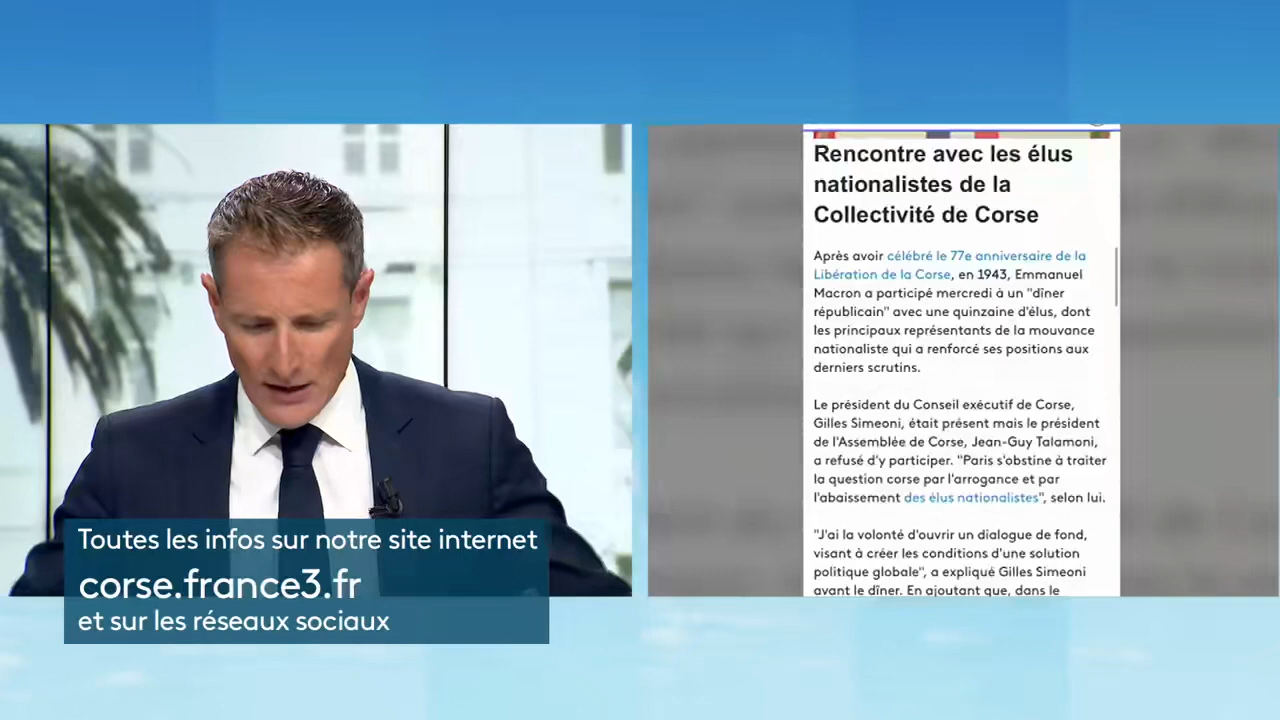 Rencontre avec les élus
nationalistes de la
Collectivité de Corse
Après avoir célébré le 77e anniversaire de la
Libération de la Corse, en 1943, Emmanuel
Macron a participé mercredi à un "dîner
républicain" avec une quinzaine d'élus, dont
les principaux représentants de la mouvance
nationaliste qui a renforcé ses positions aux
derniers scrutins.
Le président du Conseil exécutif de Corse,
Gilles Simeoni, était présent mais le président
de l'Assemblée de Corse, Jean-Guy Talamoni,
a refusé d'y participer. "Paris s'obstine à traiter
la question corse par l'arrogance et par
l'abaissement des élus nationalistes", selon lui.
"J'ai la volonté d'ouvrir un dialogue de fond,
visant à créer les conditions d'une solution
politique globale", a expliqué Gilles Simeoni
avant le dîner. En ajoutant que, dans le
Toutes les infos sur notre site internet
corse.france3.fr
et sur les réseaux sociaux